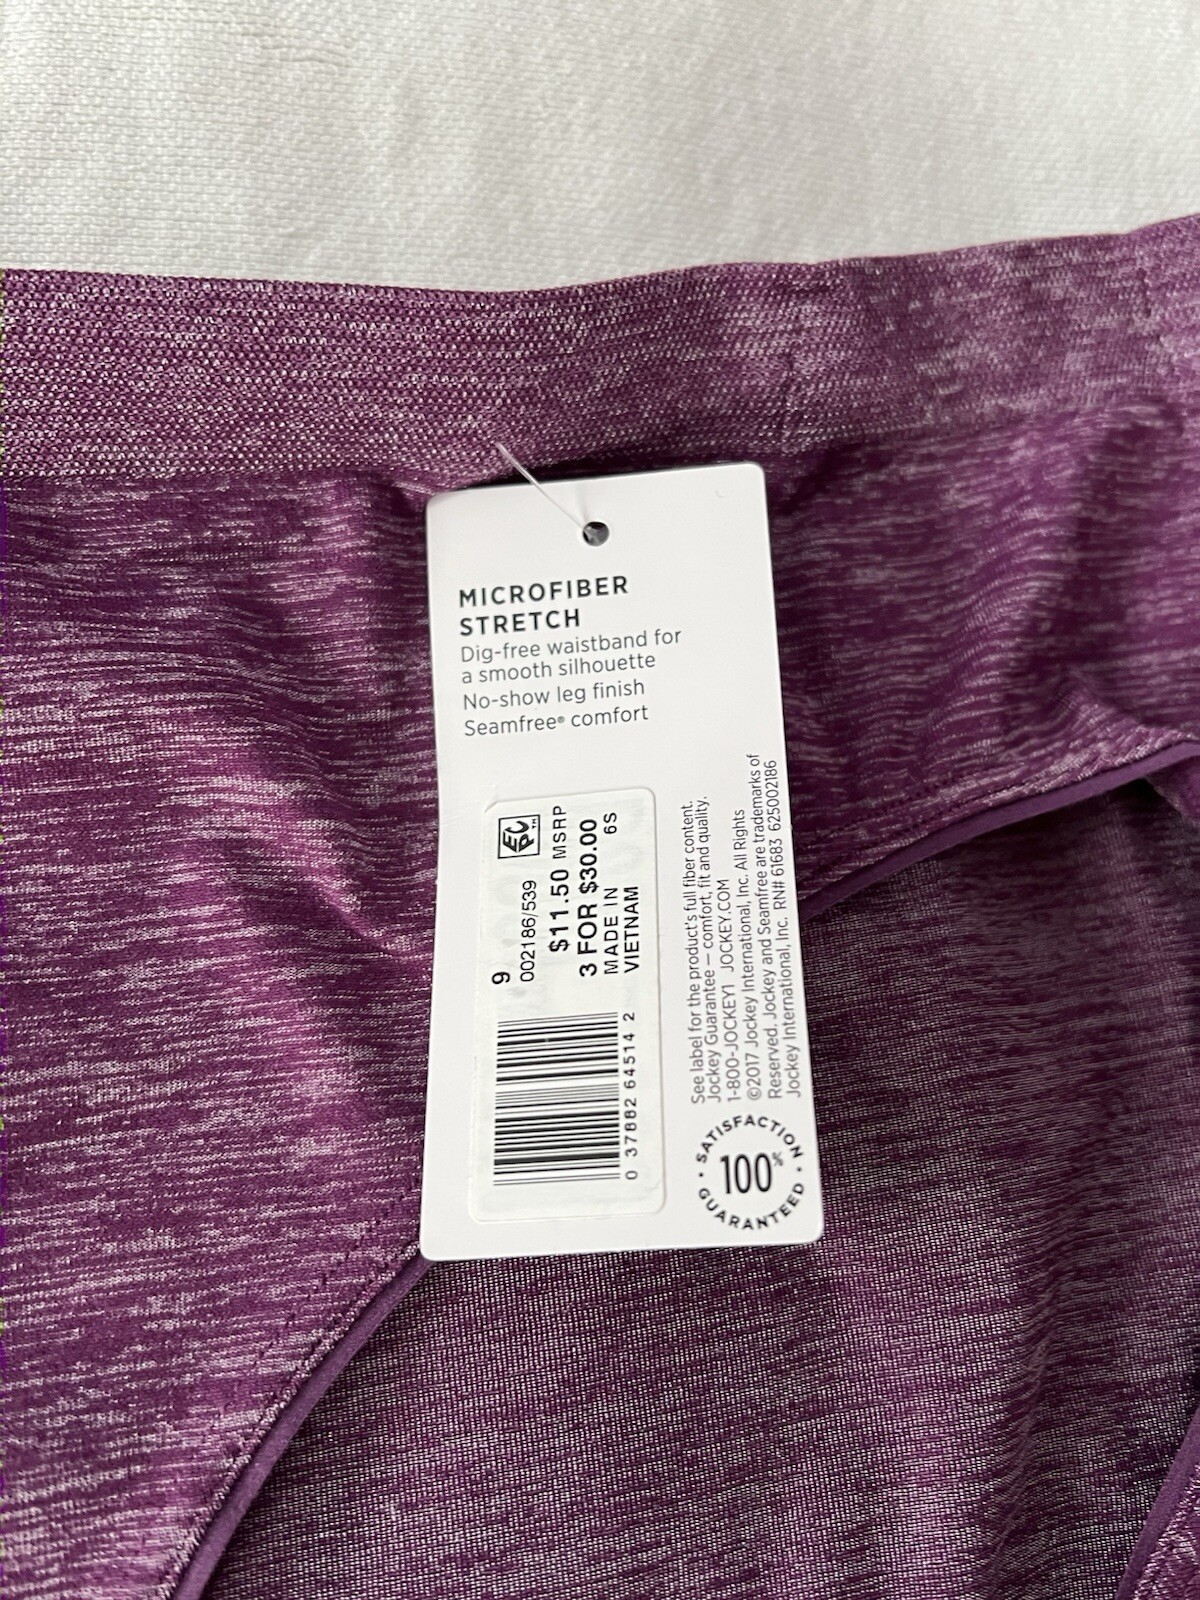 MICROFIBER
STRETCH
Dig-free waistband for
a smooth silhouette
No-show leg finish
Seamfree® comfort
9
002186/539
$11.50 MSRP
3 FOR $30.00
MADE IN 6S
VIETNAM
0 37882 64514 2
See label for the product's full fiber content.
Jockey Guarantee — comfort, fit and quality.
1-800-JOCKEY1 JOCKEY.COM
©2017 Jockey International, Inc. All Rights
Reserved. Jockey and Seamfree are trademarks of
Jockey International, Inc. RN# 61683 625002186
• SATISFACTION •
100%
GUARANTEED